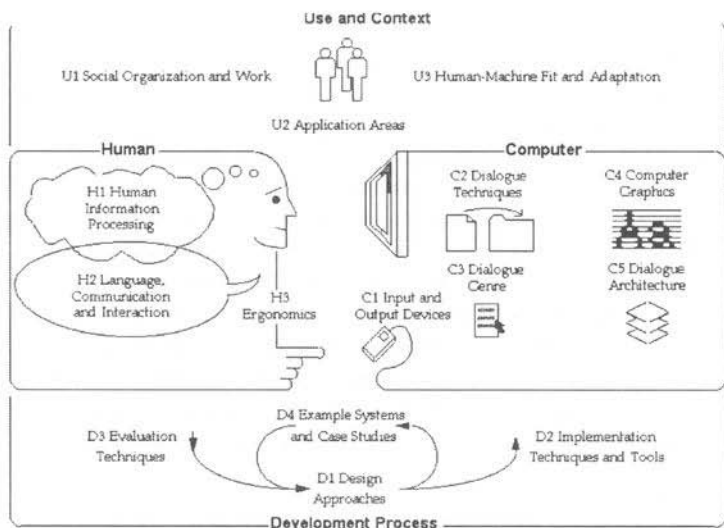 Use and Context
U1 Social Organization and Work
U3 Human-Machine Fit and Adaptation
U2 Application Areas
Human
H1 Human
Information
Processing
H2 Language,
Communication
and Interaction
H3
Ergonomics
Computer
C2 Dialogue
Techniques
C4 Computer
Graphics
C3 Dialogue
Genre
C5 Dialogue
Architecture
C1 Input and
Output Devices
D3 Evaluation
Techniques
D4 Example Systems
and Case Studies
D2 Implementation
Techniques and Tools
D1 Design
Approaches
Development Process